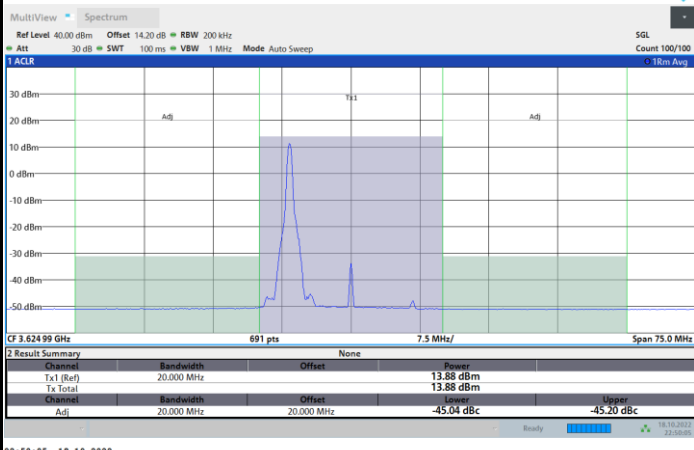 MultiView Spectrum
Ref Level 40.00 dBm Offset 14.20 dB RBW 200 kHz SGL
Att 30 dB SWT 100 ms VBW 1 MHz Mode Auto Sweep Count 100/100
1 ACLR 1Rm Avg
30 dBm
Tx1
20 dBm Adj Adj
10 dBm
0 dBm
-10 dBm
-20 dBm
-30 dBm
-40 dBm
-50 dBm
CF 3.624 99 GHz 691 pts 7.5 MHz/ Span 75.0 MHz
2 Result Summary None
Channel Bandwidth Offset Power
Tx1 (Ref) 20.000 MHz 13.88 dBm
Tx Total 13.88 dBm
Channel Bandwidth Offset Lower Upper
Adj 20.000 MHz 20.000 MHz -45.04 dBc -45.20 dBc
Ready 18.10.2022
22:50:05